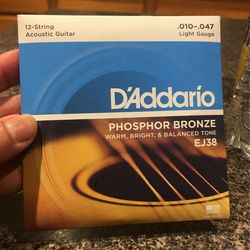 12-String
Acoustic Guitar
.010-.047
Light Gauge
D'Addario
PHOSPHOR BRONZE
WARM, BRIGHT, & BALANCED TONE
EJ38